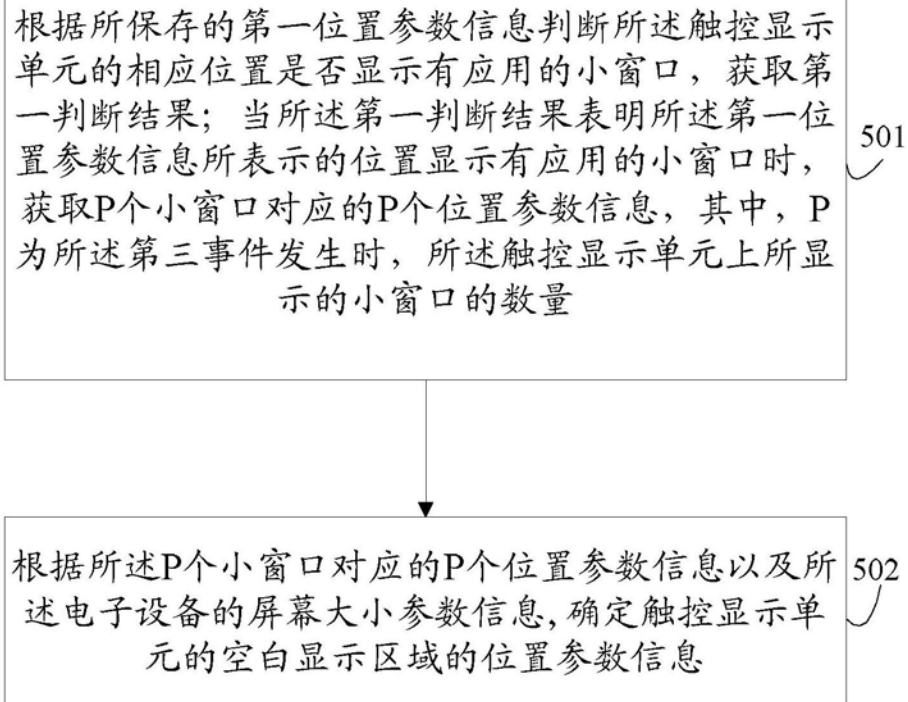 根据所保存的第一位置参数信息判断所述触控显示
单元的相应位置是否显示有应用的小窗口，获取第
一判断结果；当所述第一判断结果表明所述第一位
置参数信息所表示的位置显示有应用的小窗口时，
获取P个小窗口对应的P个位置参数信息，其中，P
为所述第三事件发生时，所述触控显示单元上所显
示的小窗口的数量
501
根据所述P个小窗口对应的P个位置参数信息以及所
述电子设备的屏幕大小参数信息,确定触控显示单
元的空白显示区域的位置参数信息
502